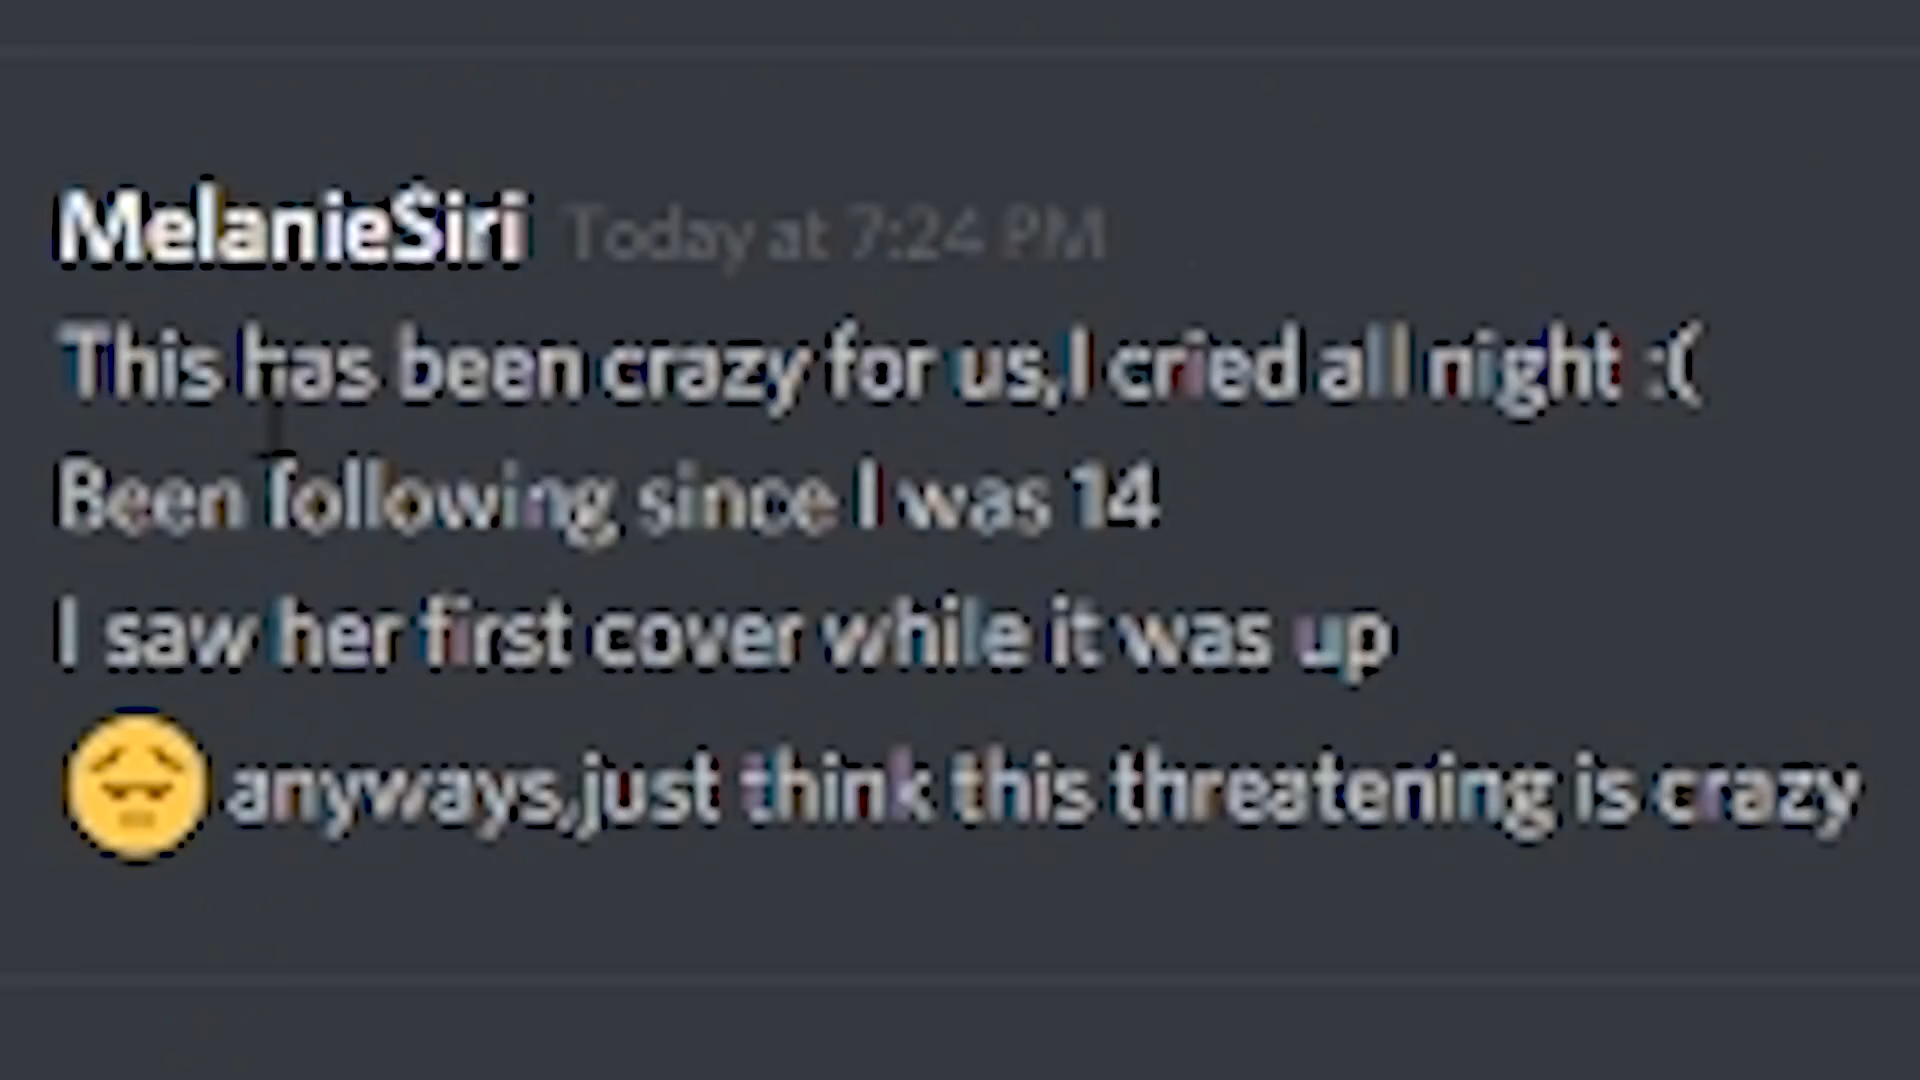 MelanieSiri Today at 7:24 PM
This has been crazy for us,I cried all night :(
Been following since I was 14
I saw her first cover while it was up
😔 anyways,just think this threatening is crazy